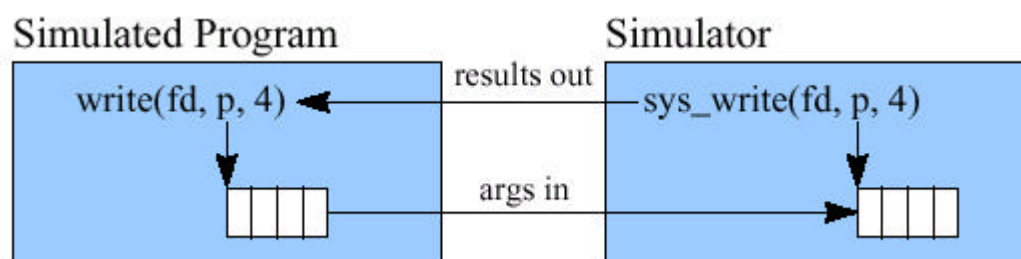 Simulated Program
Simulator
results out
write(fd, p, 4)
sys_write(fd, p, 4)
args in